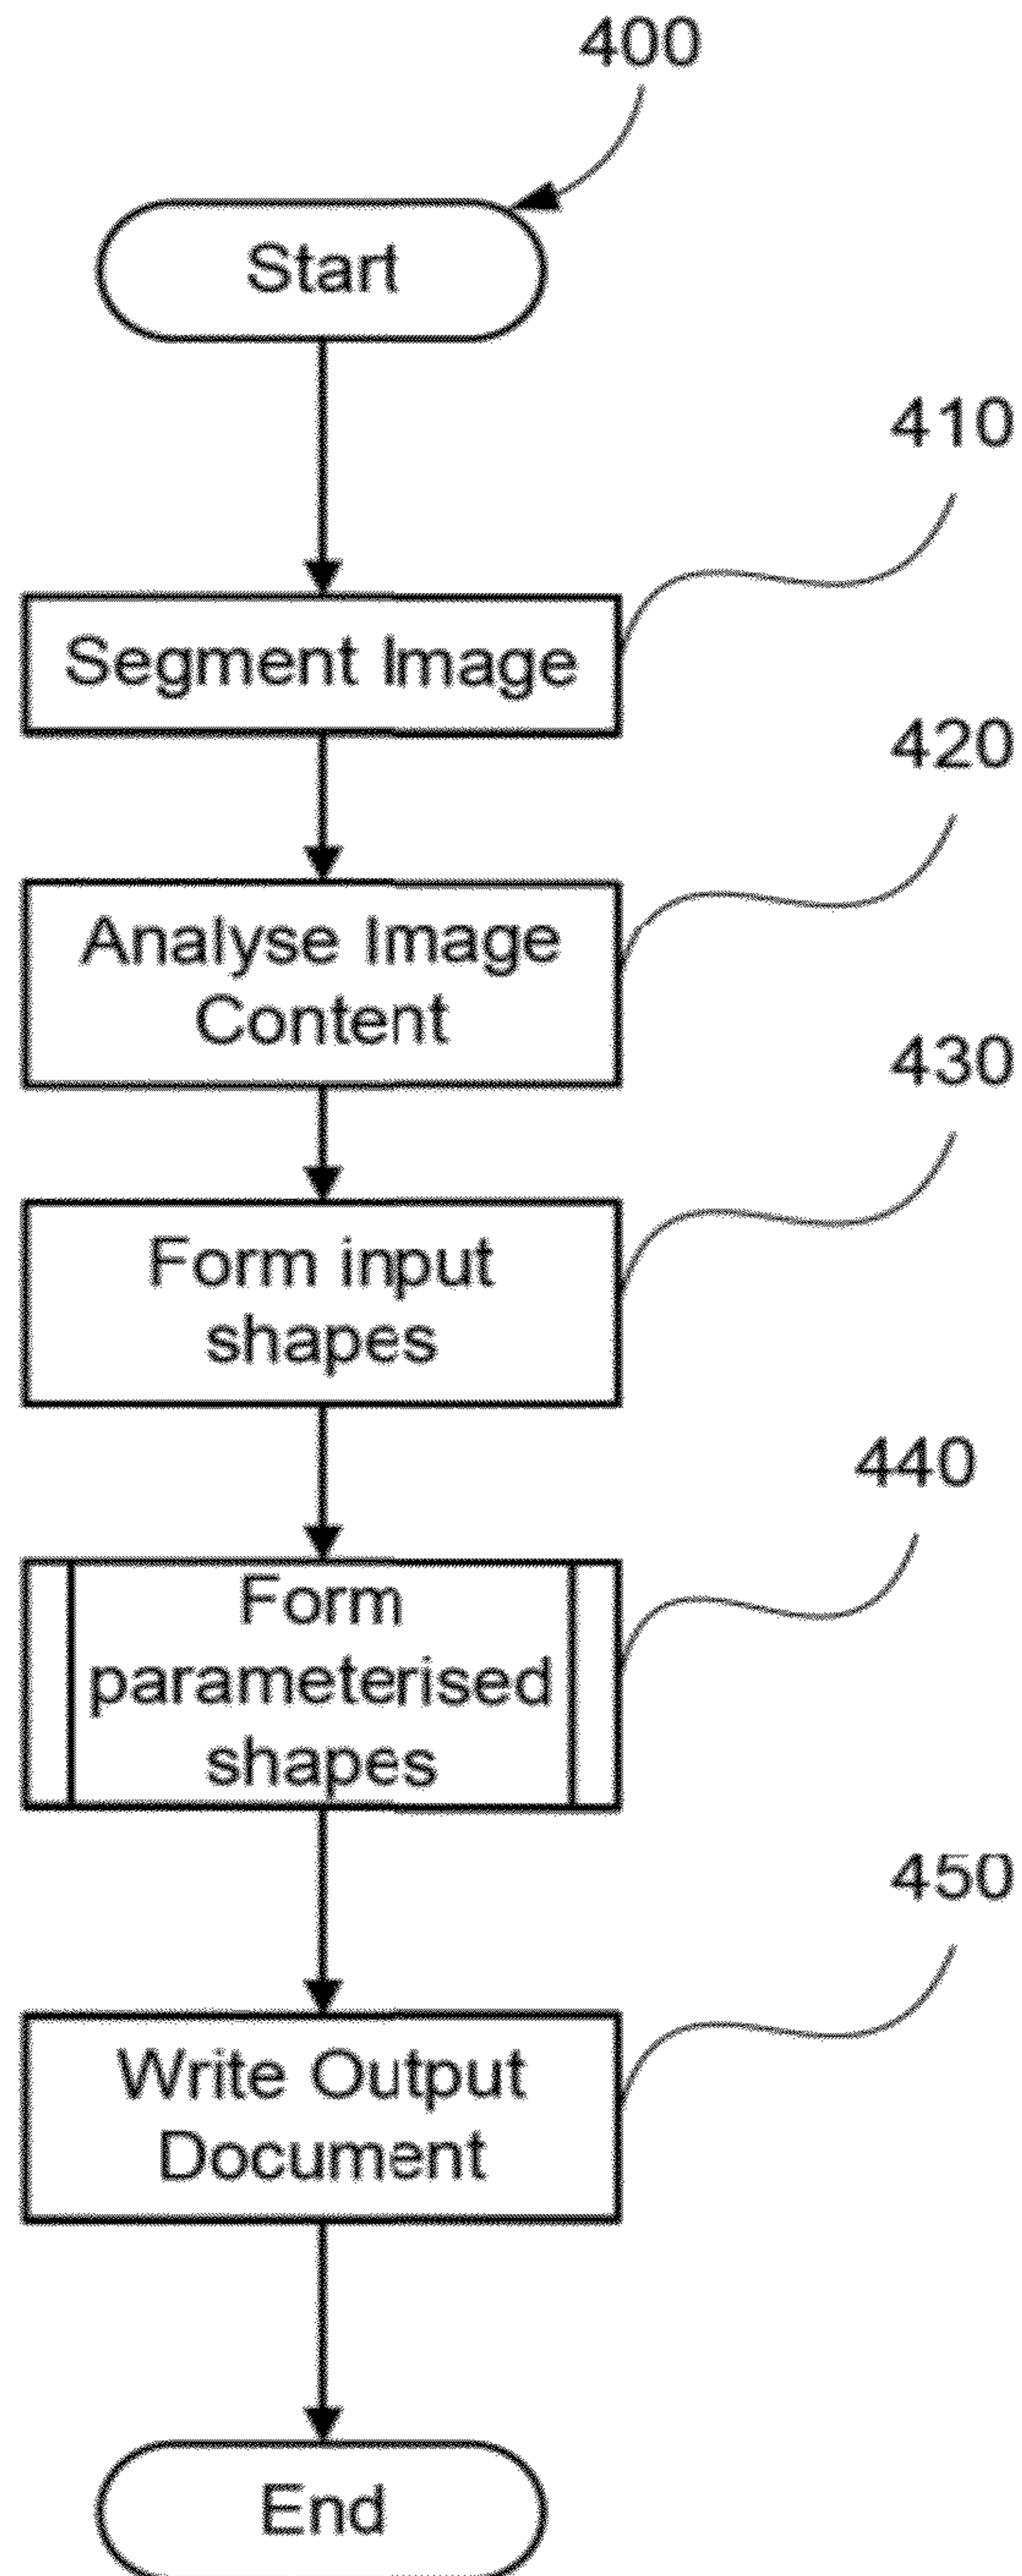 400
Start
410
Segment Image
420
Analyse Image
Content
430
Form input
shapes
440
Form
parameterised
shapes
450
Write Output
Document
End